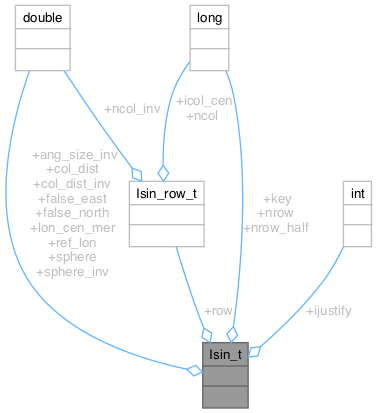 double
long
+ncol_inv
+icol_cen
+ncol
+ang_size_inv
+col_dist
+col_dist_inv
+false_east
+false_north
+lon_cen_mer
+ref_lon
+sphere
+sphere_inv
Isin_row_t
int
+key
+nrow
+nrow_half
+row
+ijustify
Isin_t